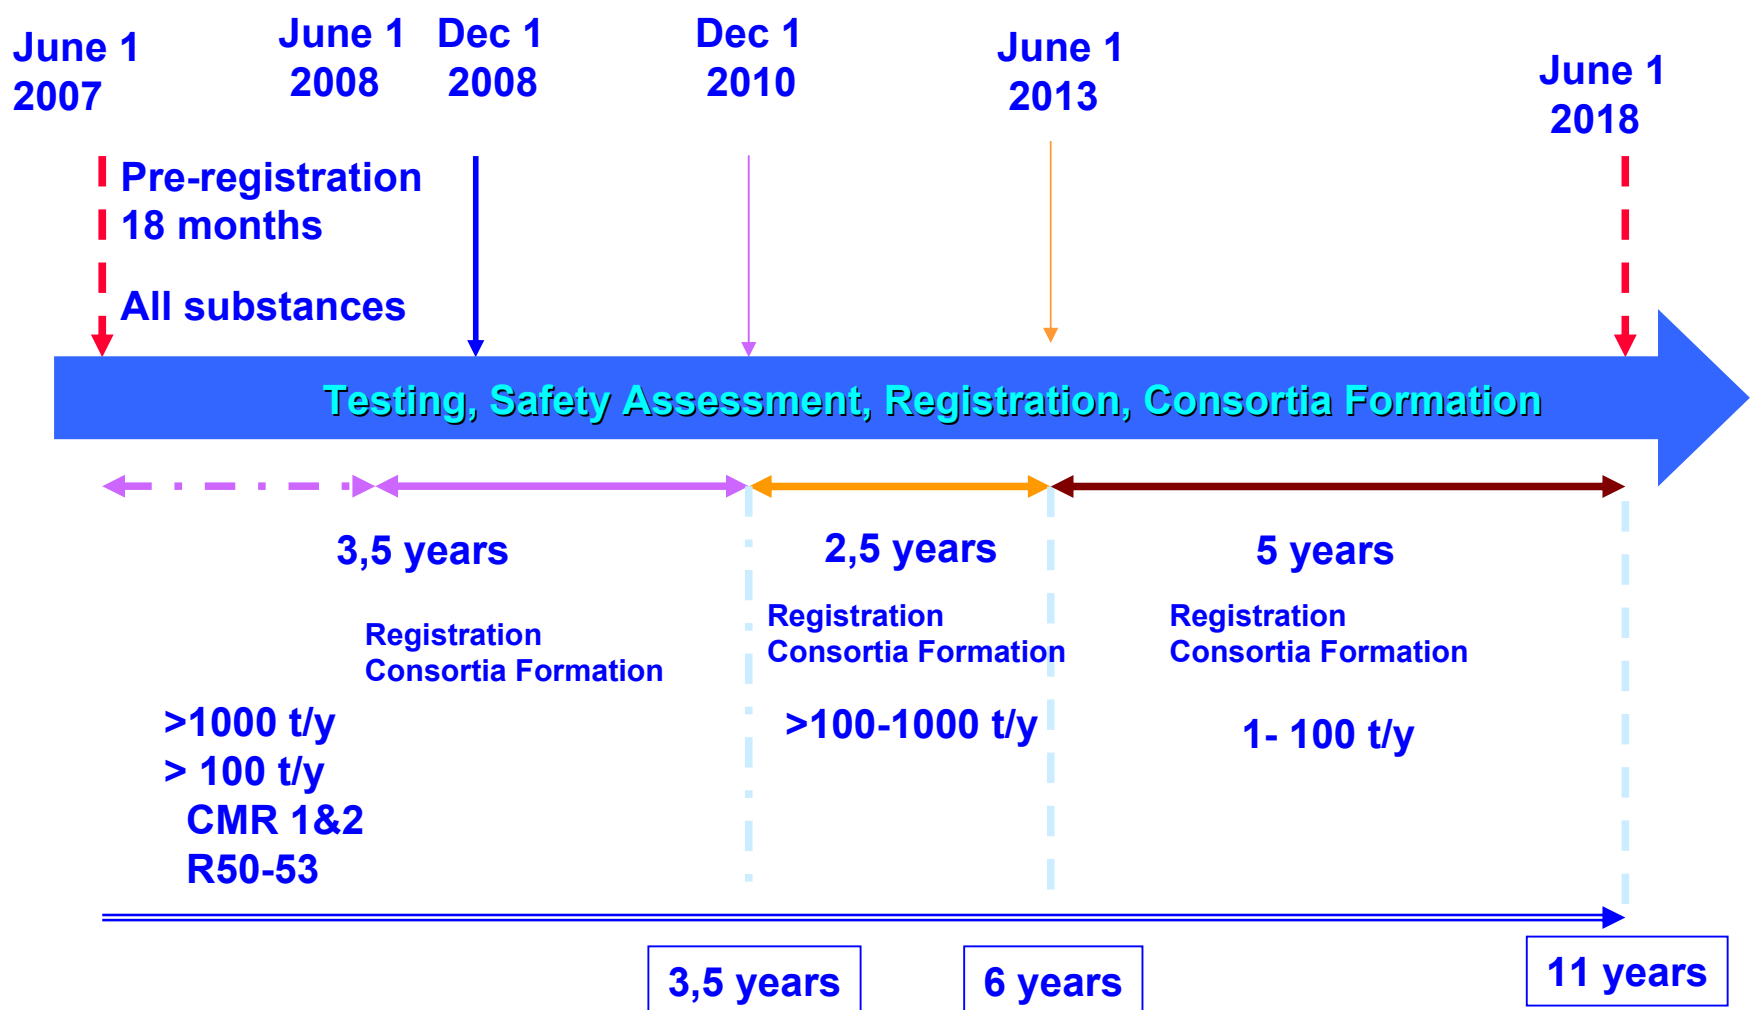 June 1
2007
June 1
2008
Dec 1
2008
Dec 1
2010
June 1
2013
June 1
2018
Pre-registration
18 months
All substances
Testing, Safety Assessment, Registration, Consortia Formation
3,5 years
2,5 years
5 years
Registration
Consortia Formation
Registration
Consortia Formation
Registration
Consortia Formation
>1000 t/y
> 100 t/y
CMR 1&2
R50-53
>100-1000 t/y
1- 100 t/y
3,5 years
6 years
11 years